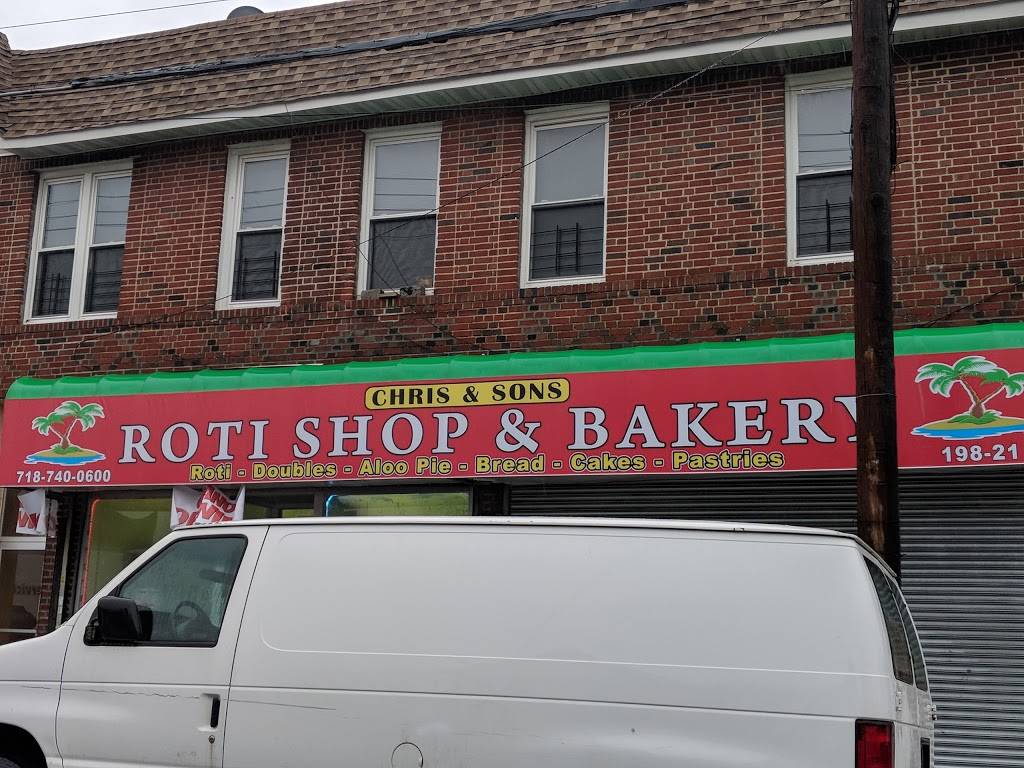 CHRIS & SONS
ROTI SHOP & BAKERY
Roti - Doubles - Aloo Pie - Bread - Cakes - Pastries
718-740-0600
198-21